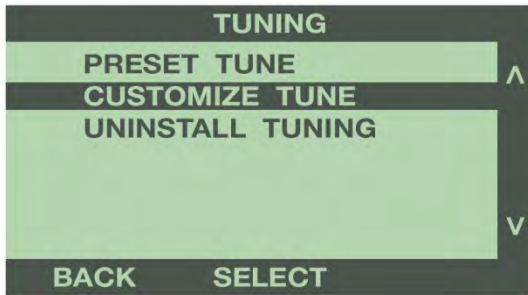 TUNING
PRESET TUNE
CUSTOMIZE TUNE
UNINSTALL TUNING
BACK SELECT